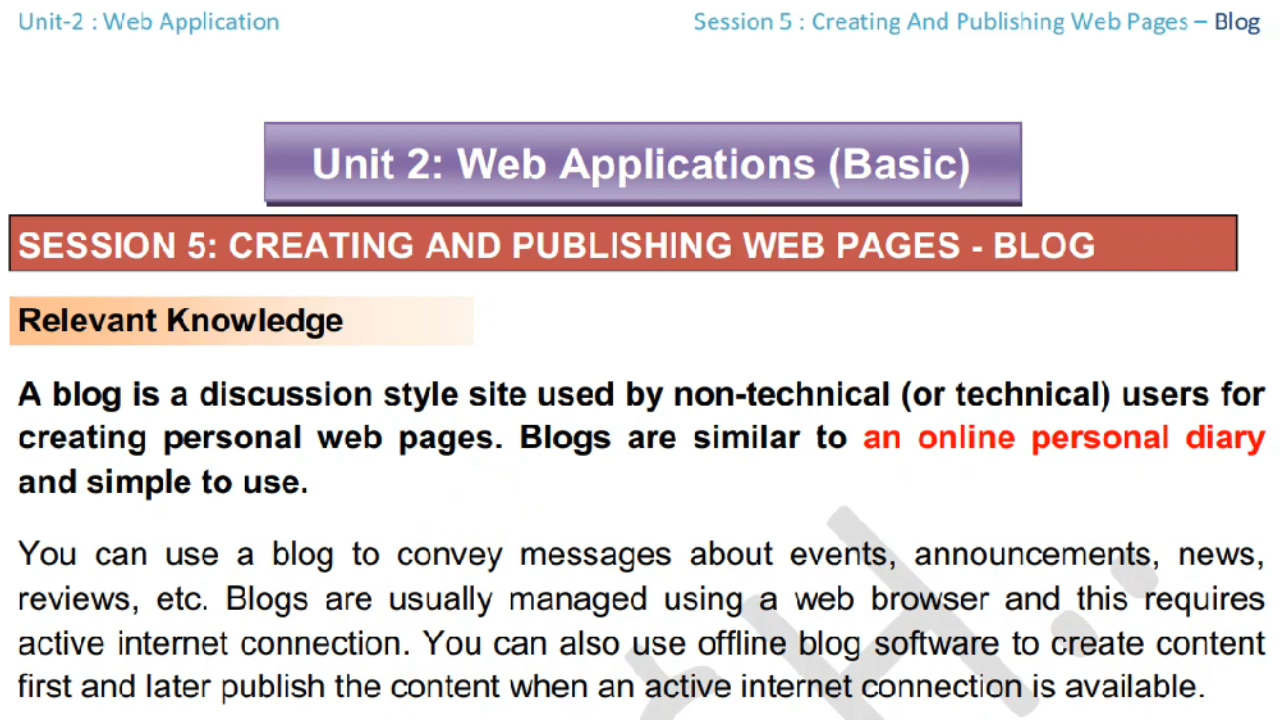 Unit-2 : Web Application
Session 5 : Creating And Publishing Web Pages – Blog
Unit 2: Web Applications (Basic)
SESSION 5: CREATING AND PUBLISHING WEB PAGES - BLOG
Relevant Knowledge
A blog is a discussion style site used by non-technical (or technical) users for
creating personal web pages. Blogs are similar to an online personal diary
and simple to use.
You can use a blog to convey messages about events, announcements, news,
reviews, etc. Blogs are usually managed using a web browser and this requires
active internet connection. You can also use offline blog software to create content
first and later publish the content when an active internet connection is available.